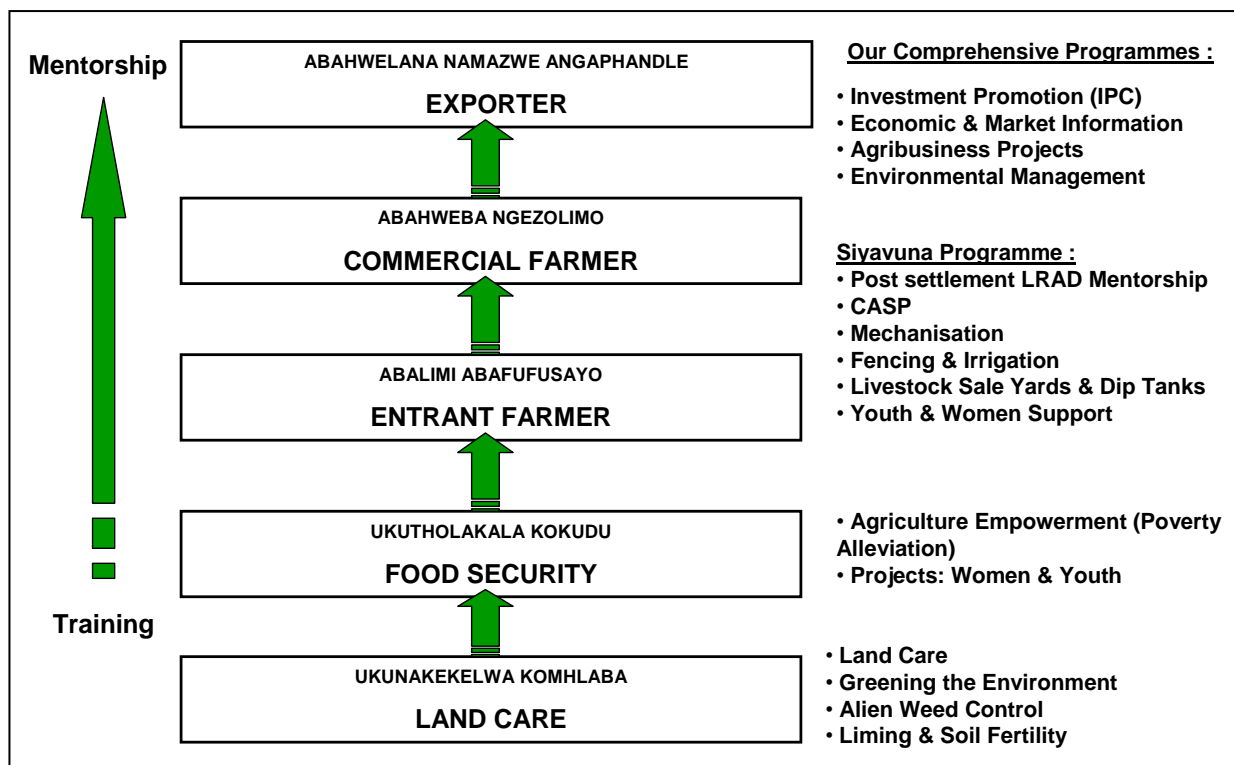 Mentorship
Training
ABAHWELANA NAMAZWE ANGAPHANDLE
EXPORTER
ABAHWEBA NGEZOLIMO
COMMERCIAL FARMER
ABALIMI ABAFUFUSAYO
ENTRANT FARMER
UKUTHOLAKALA KOKUDU
FOOD SECURITY
UKUNAKEKELWA KOMHLABA
LAND CARE
Our Comprehensive Programmes :
• Investment Promotion (IPC)
• Economic & Market Information
• Agribusiness Projects
• Environmental Management
Siyavuna Programme :
• Post settlement LRAD Mentorship
• CASP
• Mechanisation
• Fencing & Irrigation
• Livestock Sale Yards & Dip Tanks
• Youth & Women Support
• Agriculture Empowerment (Poverty
Alleviation)
• Projects: Women & Youth
• Land Care
• Greening the Environment
• Alien Weed Control
• Liming & Soil Fertility